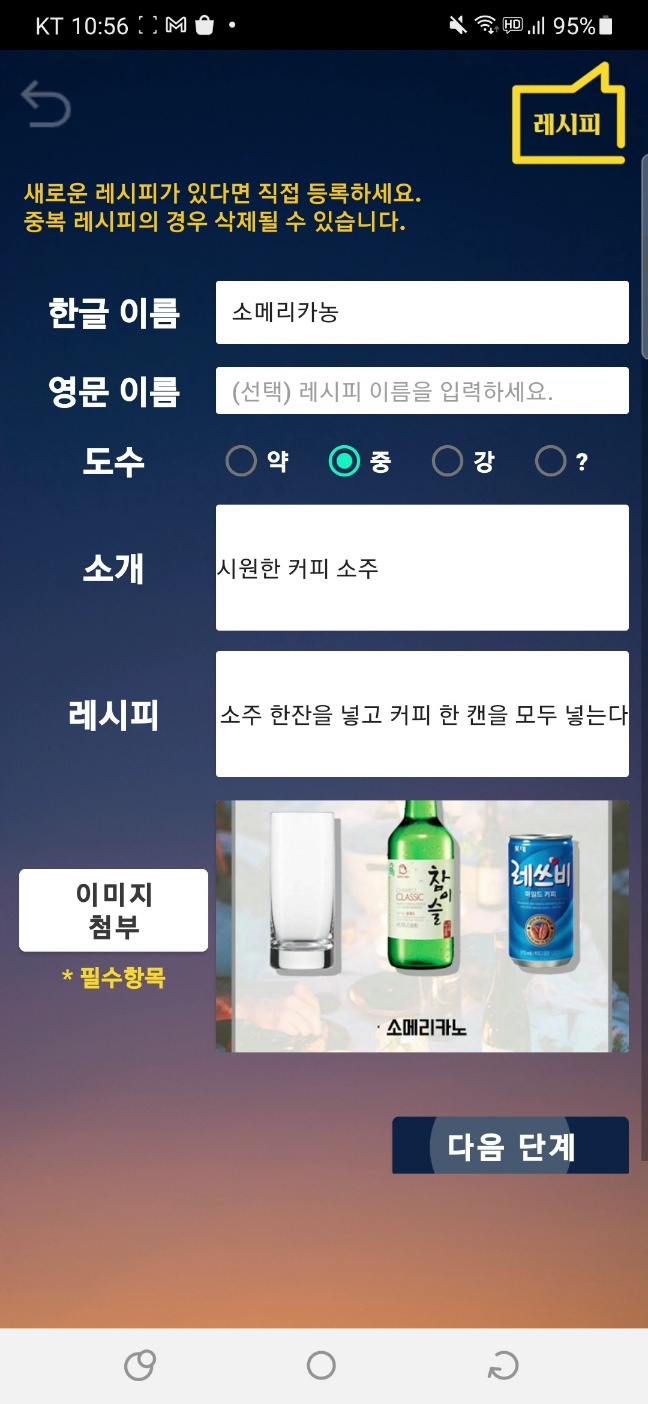 KT 10:56
HD 95%
레시피
새로운 레시피가 있다면 직접 등록하세요.
중복 레시피의 경우 삭제될 수 있습니다.
한글 이름
소메리카농
영문 이름
(선택) 레시피 이름을 입력하세요.
도수
약 중 강 ?
소개
시원한 커피 소주
레시피
소주 한잔을 넣고 커피 한 캔을 모두 넣는다
이미지
첨부
* 필수항목
참이슬
CLASSIC
레쓰비
마일드 커피
· 소메리카노
다음 단계